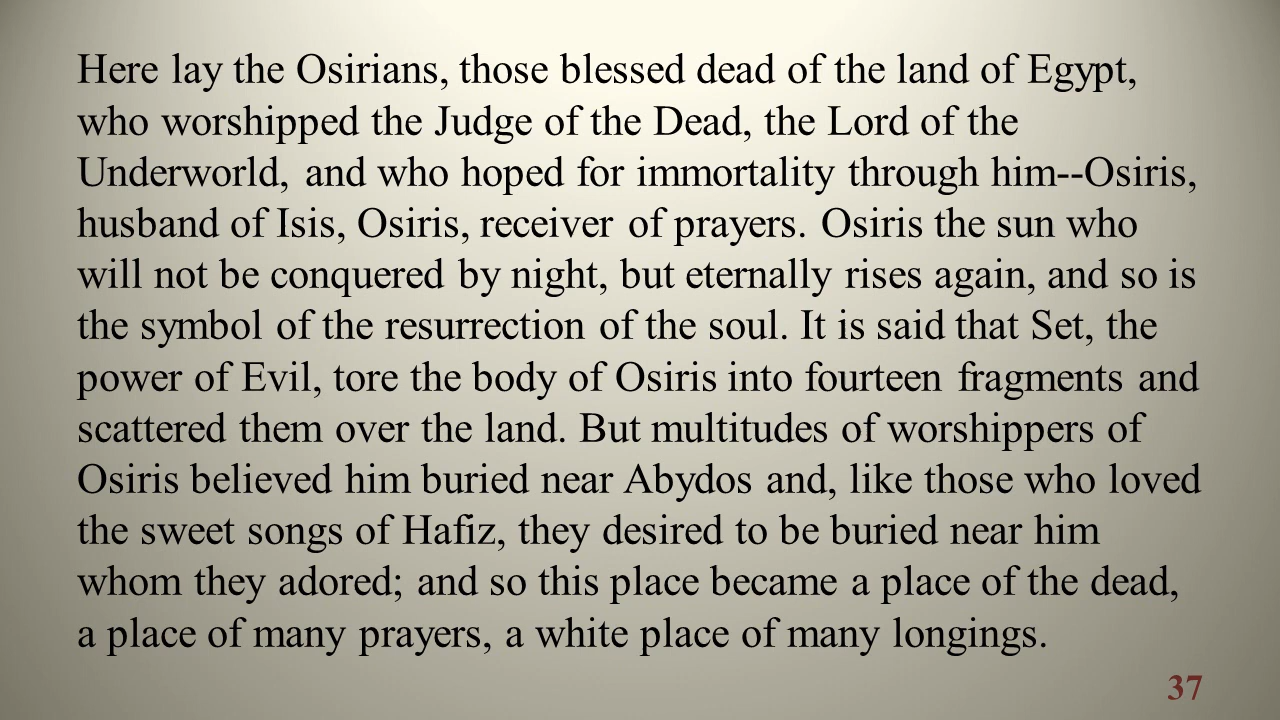 Here lay the Osirians, those blessed dead of the land of Egypt,
who worshipped the Judge of the Dead, the Lord of the
Underworld, and who hoped for immortality through him--Osiris,
husband of Isis, Osiris, receiver of prayers. Osiris the sun who
will not be conquered by night, but eternally rises again, and so is
the symbol of the resurrection of the soul. It is said that Set, the
power of Evil, tore the body of Osiris into fourteen fragments and
scattered them over the land. But multitudes of worshippers of
Osiris believed him buried near Abydos and, like those who loved
the sweet songs of Hafiz, they desired to be buried near him
whom they adored; and so this place became a place of the dead,
a place of many prayers, a white place of many longings.
37